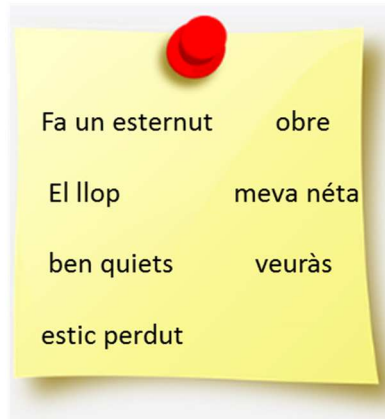 Fa un esternut obre
El llop meva néta
ben quiets veuràs
estic perdut